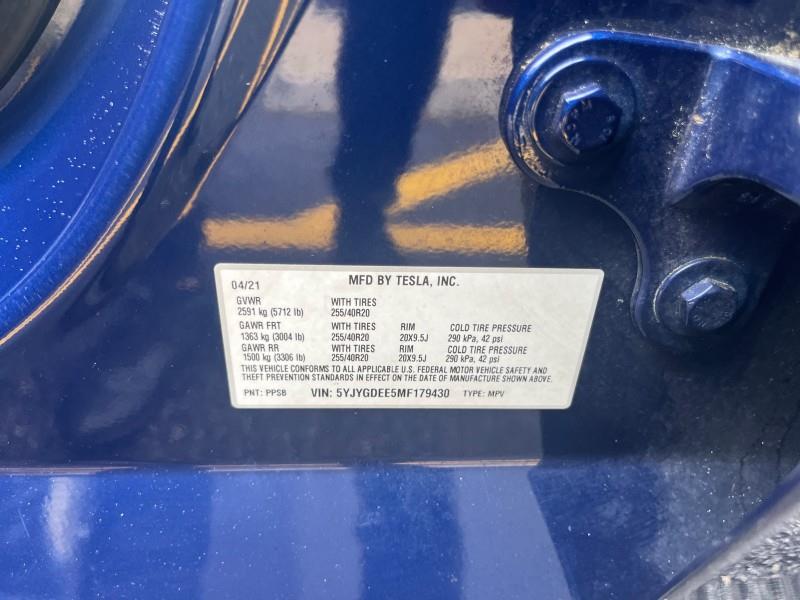 04/21 MFD BY TESLA, INC.
GVWR WITH TIRES
2591 kg (5712 lb) 255/40R20
GAWR FRT WITH TIRES RIM COLD TIRE PRESSURE
1363 kg (3004 lb) 255/40R20 20X9.5J 290 kPa, 42 psi
GAWR RR WITH TIRES RIM COLD TIRE PRESSURE
1500 kg (3306 lb) 255/40R20 20X9.5J 290 kPa, 42 psi
THIS VEHICLE CONFORMS TO ALL APPLICABLE U.S. FEDERAL MOTOR VEHICLE SAFETY AND
THEFT PREVENTION STANDARDS IN EFFECT ON THE DATE OF MANUFACTURE SHOWN ABOVE.
PNT: PPSB VIN: 5YJYGDEE5MF179430 TYPE: MPV